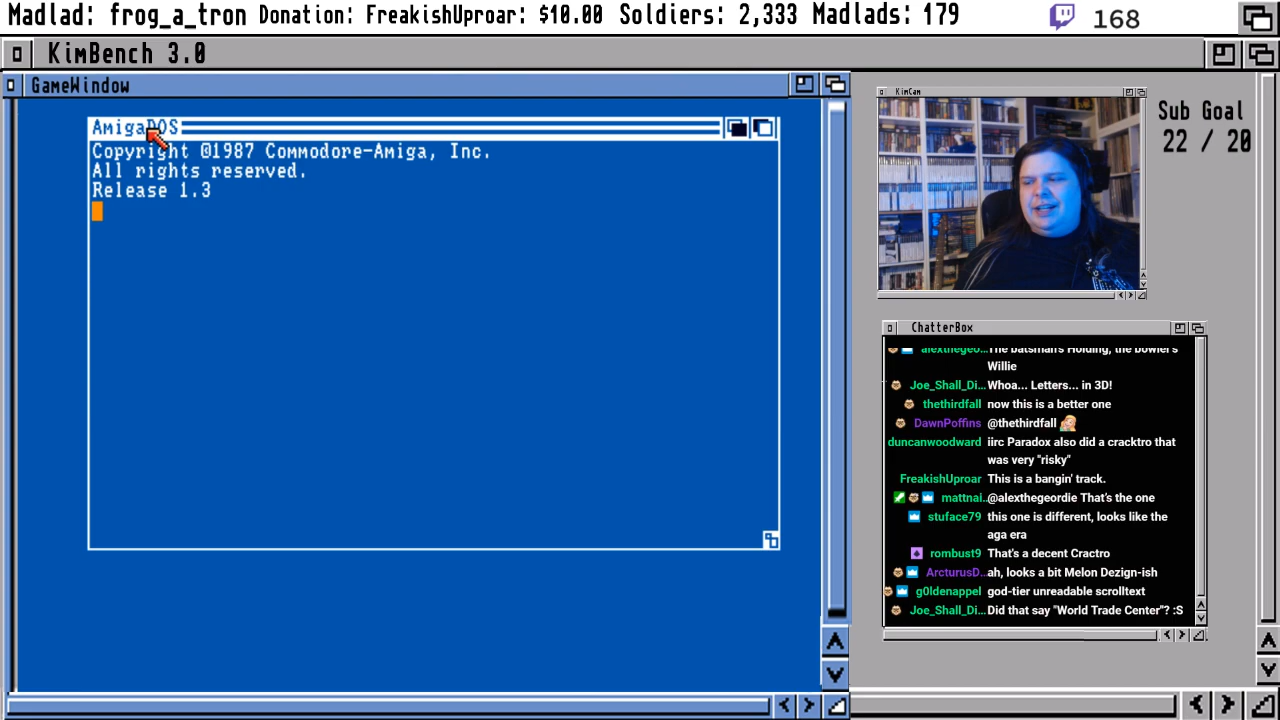 Madlad: frog_a_tron Donation: FreakishUproar: $10.00 Soldiers: 2,333 Madlads: 179
168
KimBench 3.0
GameWindow
AmigaDOS
Copyright ©1987 Commodore-Amiga, Inc.
All rights reserved.
Release 1.3
KimCam
Sub Goal
22 / 20
ChatterBox
alexthegeo... The batsman's Holding, the bowler's
Willie
Joe_Shall_Di... Whoa... Letters... in 3D!
thethirdfall now this is a better one
DawnPoffins @thethirdfall
duncanwoodward iirc Paradox also did a cracktro that
was very "risky"
FreakishUproar This is a bangin' track.
mattnai... @alexthegeordie That's the one
stuface79 this one is different, looks like the
aga era
rombust9 That's a decent Cractro
ArcturusD... ah, looks a bit Melon Dezign-ish
g0ldenappel god-tier unreadable scrolltext
Joe_Shall_Di... Did that say "World Trade Center"? :S